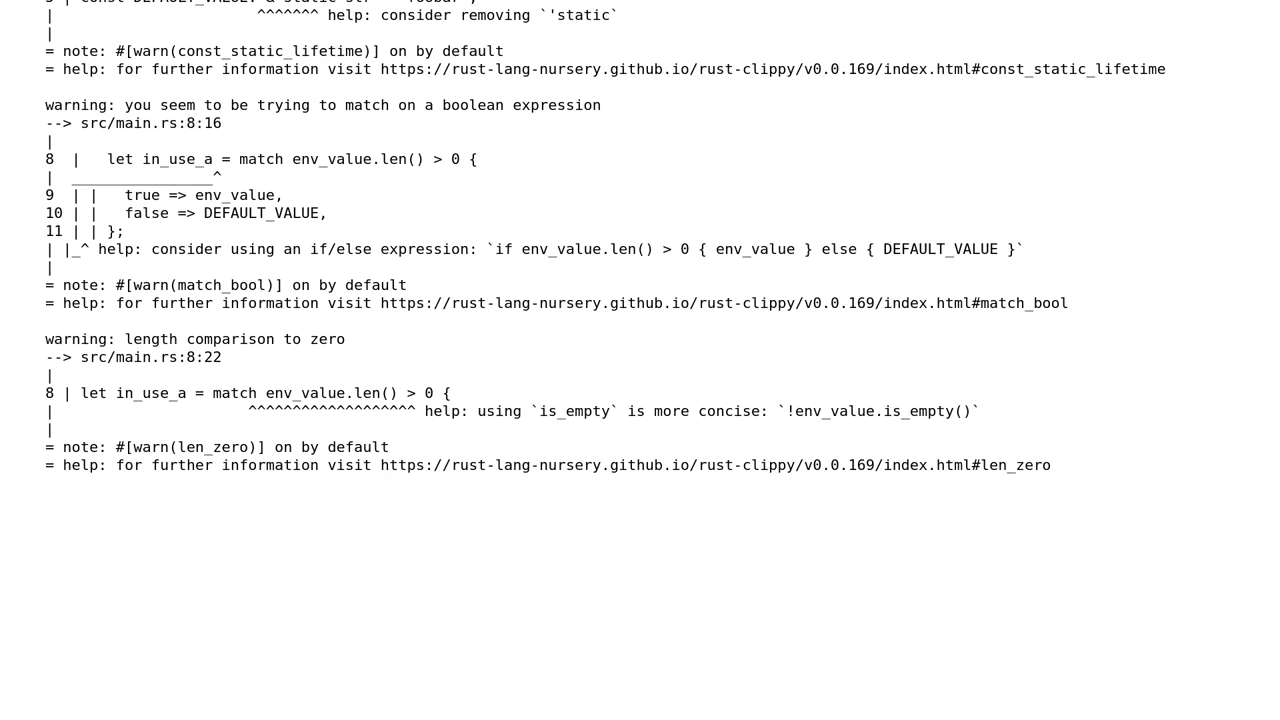 |                       ^^^^^^^ help: consider removing `'static`
|
= note: #[warn(const_static_lifetime)] on by default
= help: for further information visit https://rust-lang-nursery.github.io/rust-clippy/v0.0.169/index.html#const_static_lifetime
warning: you seem to be trying to match on a boolean expression
--> src/main.rs:8:16
|
8  |   let in_use_a = match env_value.len() > 0 {
|  ________________^
9  | |   true => env_value,
10 | |   false => DEFAULT_VALUE,
11 | | };
| |_^ help: consider using an if/else expression: `if env_value.len() > 0 { env_value } else { DEFAULT_VALUE }`
|
= note: #[warn(match_bool)] on by default
= help: for further information visit https://rust-lang-nursery.github.io/rust-clippy/v0.0.169/index.html#match_bool
warning: length comparison to zero
--> src/main.rs:8:22
|
8 | let in_use_a = match env_value.len() > 0 {
|                      ^^^^^^^^^^^^^^^^^^^ help: using `is_empty` is more concise: `!env_value.is_empty()`
|
= note: #[warn(len_zero)] on by default
= help: for further information visit https://rust-lang-nursery.github.io/rust-clippy/v0.0.169/index.html#len_zero